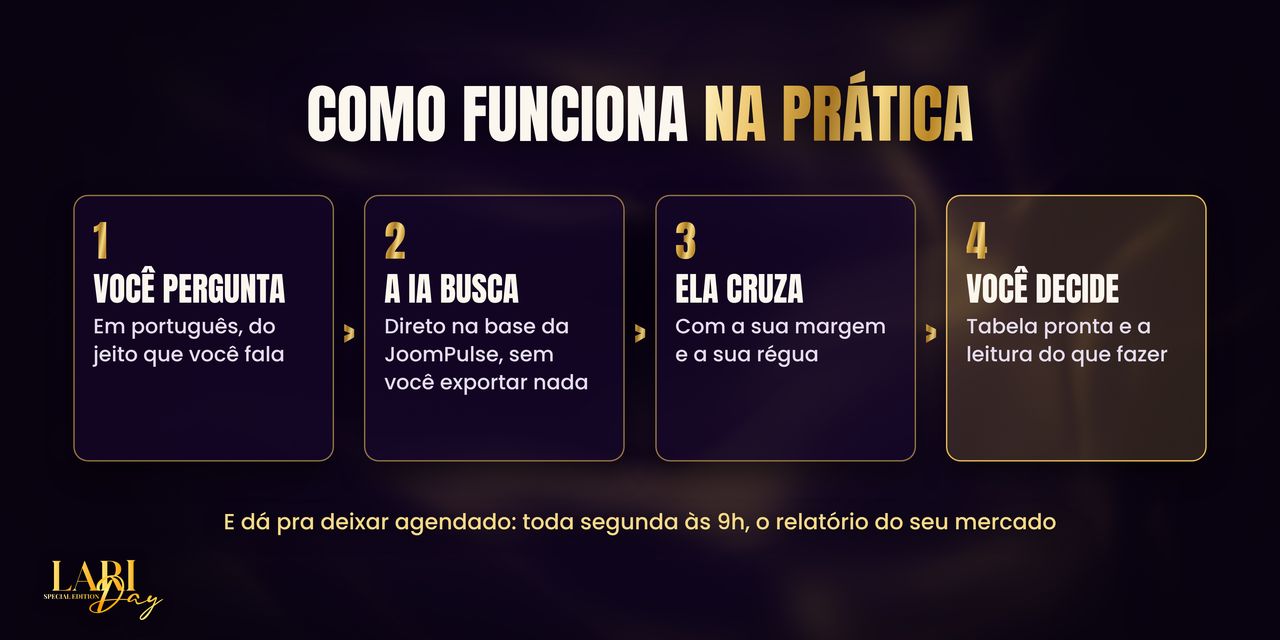 COMO FUNCIONA NA PRÁTICA
1
VOCÊ PERGUNTA
Em português, do
jeito que você fala
>
2
A IA BUSCA
Direto na base da
JoomPulse, sem
você exportar nada
>
3
ELA CRUZA
Com a sua margem
e a sua régua
>
4
VOCÊ DECIDE
Tabela pronta e a
leitura do que fazer
E dá pra deixar agendado: toda segunda às 9h, o relatório do seu mercado
LABI
SPECIAL EDITION
Day